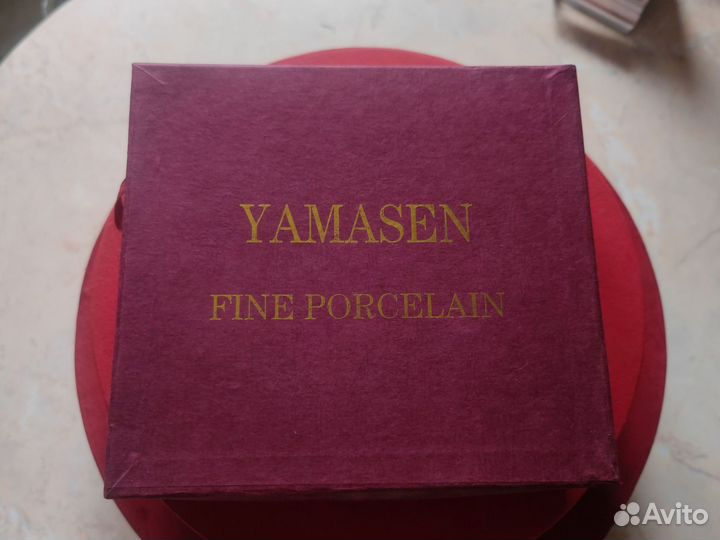 YAMASEN
FINE PORCELAIN
Avito